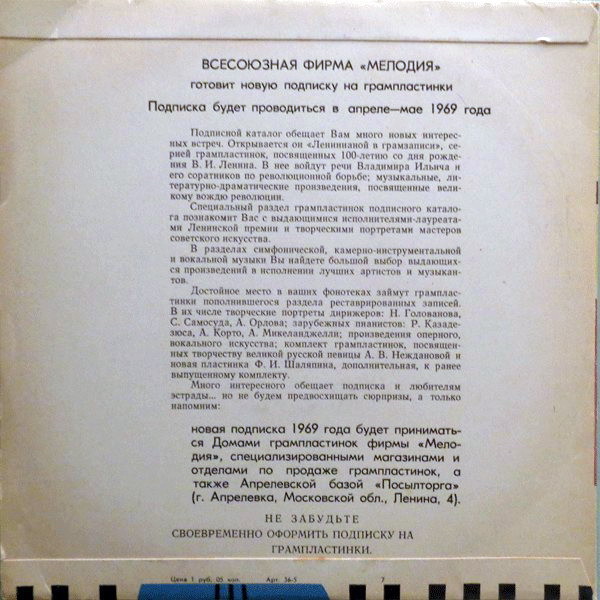 ВСЕСОЮЗНАЯ ФИРМА «МЕЛОДИЯ»
готовит новую подписку на грампластинки
Подписка будет проводиться в апреле—мае 1969 года
Подписной каталог обещает Вам много новых интерес-
ных встреч. Открывается он «Ленинианой в грамзаписи», се-
рией грампластинок, посвященных 100-летию со дня рожде-
ния В. И. Ленина. В нее войдут речи Владимира Ильича и
его соратников по революционной борьбе; музыкальные, ли-
тературно-драматические произведения, посвященные вели-
кому вождю революции.
Специальный раздел грампластинок подписного катало-
га познакомит Вас с выдающимися исполнителями-лауреата-
ми Ленинской премии и творческими портретами мастеров
советского искусства.
В разделах симфонической, камерно-инструментальной
и вокальной музыки Вы найдете большой выбор выдающих-
ся произведений в исполнении лучших артистов и музыкан-
тов.
Достойное место в ваших фонотеках займут грамплас-
тинки пополнившегося раздела реставрированных записей.
В их числе творческие портреты дирижеров: Н. Голованова,
С. Самосуда, А. Орлова; зарубежных пианистов: Р. Казаде-
зюса, А. Корто, А. Микеланджелли; произведения оперного,
вокального искусства; комплект грампластинок, посвящен-
ных творчеству великой русской певицы А. В. Неждановой и
новая пластинка Ф. И. Шаляпина, дополнительная, к ранее
выпущенному комплекту.
Много интересного обещает подписка и любителям
эстрады... но не будем предвосхищать сюрпризы, а только
напомним:
новая подписка 1969 года будет принимать-
ся Домами грампластинок фирмы «Мело-
дия», специализированными магазинами и
отделами по продаже грампластинок, а
также Апрелевской базой «Посылторга»
(г. Апрелевка, Московской обл., Ленина, 4).
НЕ ЗАБУДЬТЕ
СВОЕВРЕМЕННО ОФОРМИТЬ ПОДПИСКУ НА
ГРАМПЛАСТИНКИ.
Цена 1 руб. 05 коп. Арт. 36-5 7